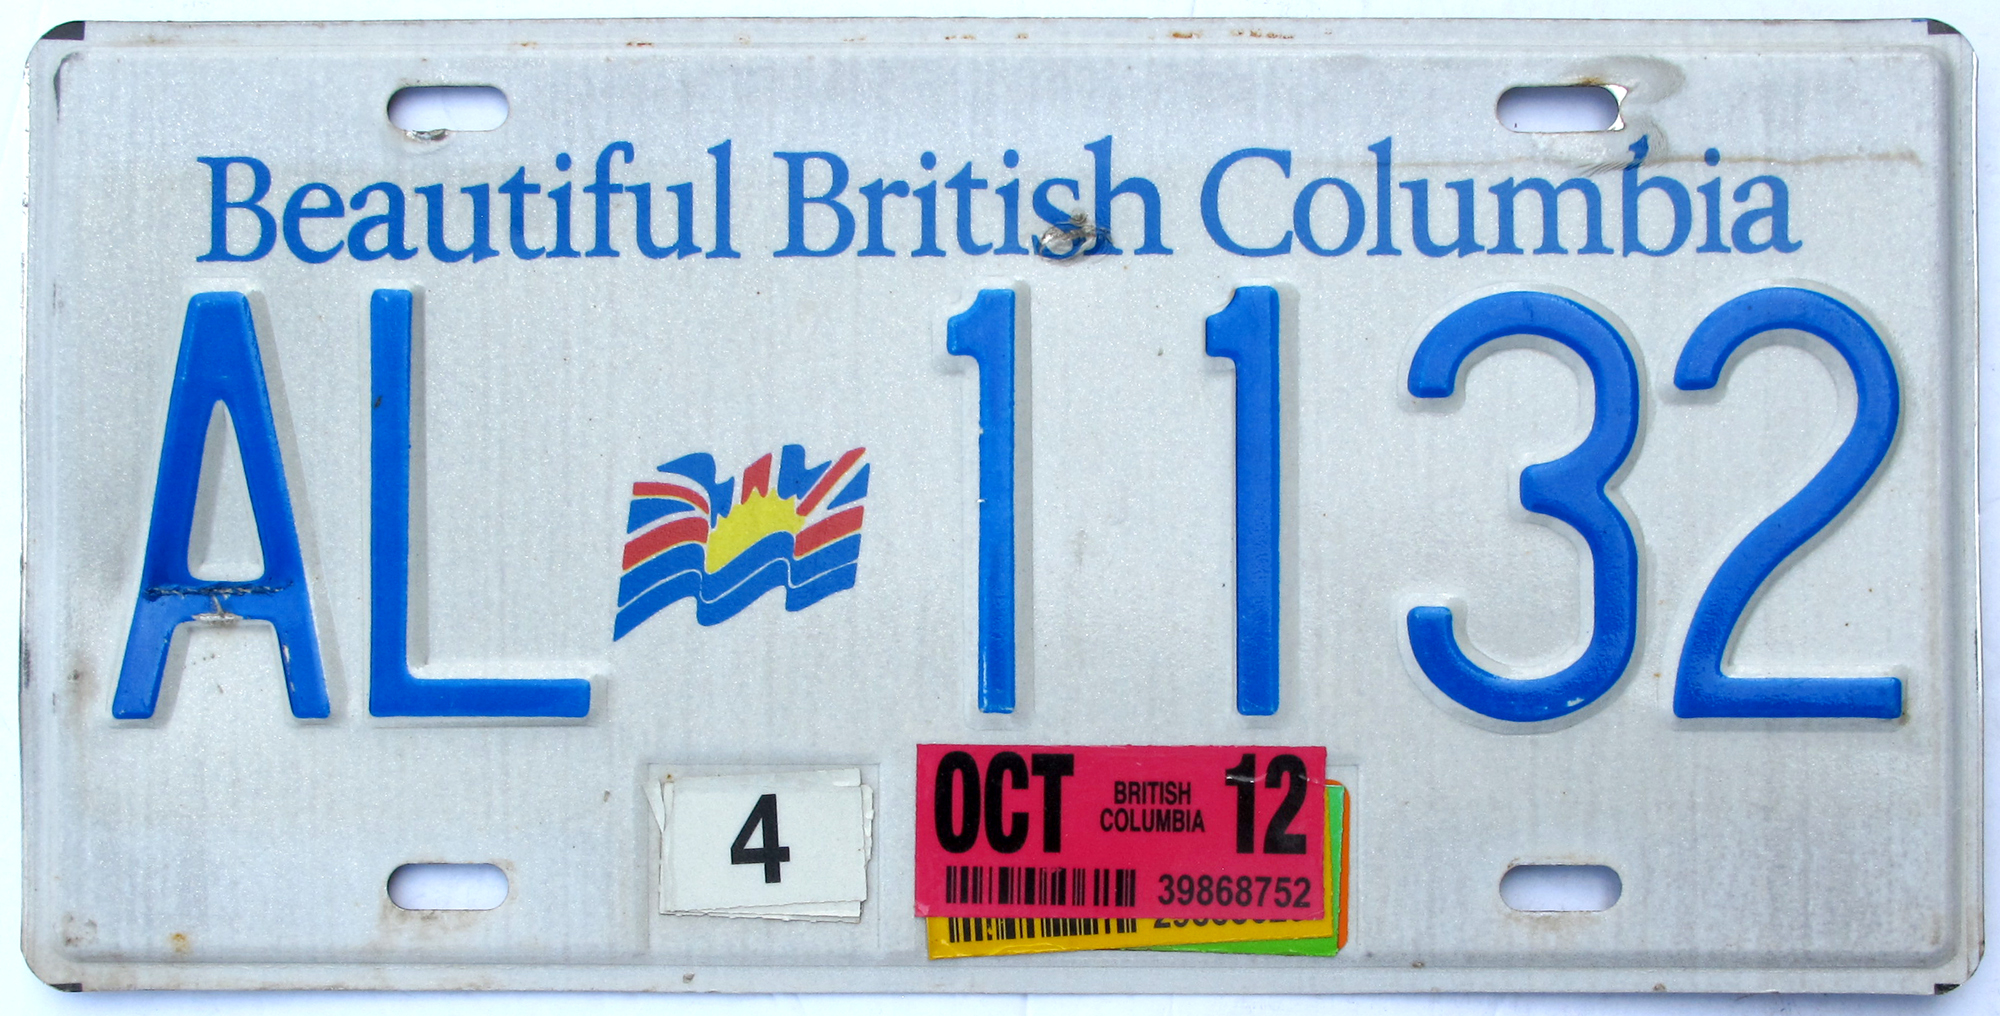 Beautiful British Columbia
AL 1132
4
OCT BRITISH COLUMBIA 12
39868752